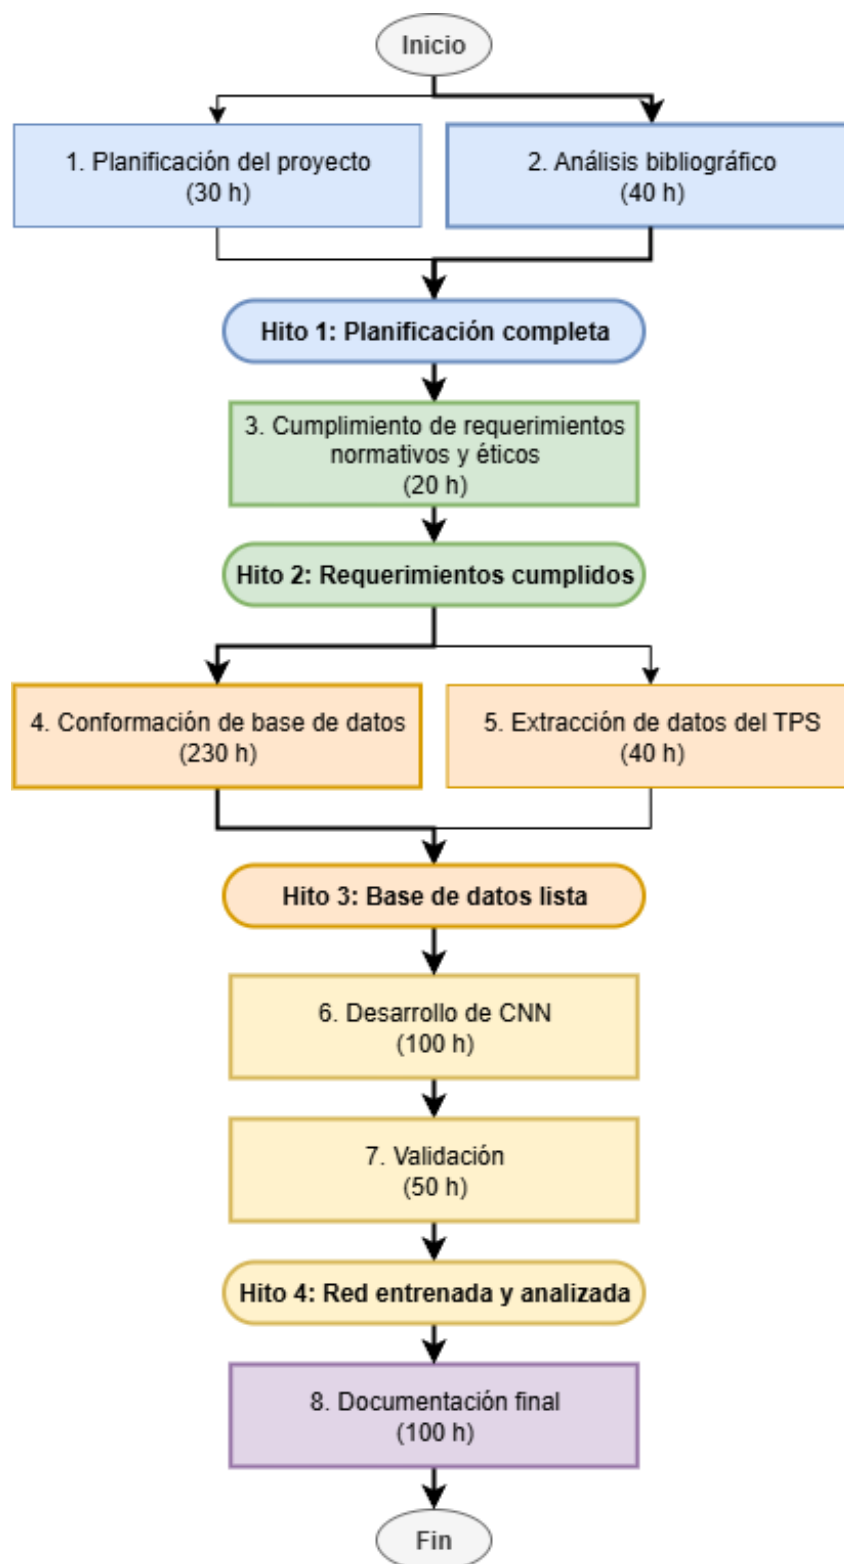 Inicio
1. Planificación del proyecto
(30 h)
2. Análisis bibliográfico
(40 h)
Hito 1: Planificación completa
3. Cumplimiento de requerimientos
normativos y éticos
(20 h)
Hito 2: Requerimientos cumplidos
4. Conformación de base de datos
(230 h)
5. Extracción de datos del TPS
(40 h)
Hito 3: Base de datos lista
6. Desarrollo de CNN
(100 h)
7. Validación
(50 h)
Hito 4: Red entrenada y analizada
8. Documentación final
(100 h)
Fin